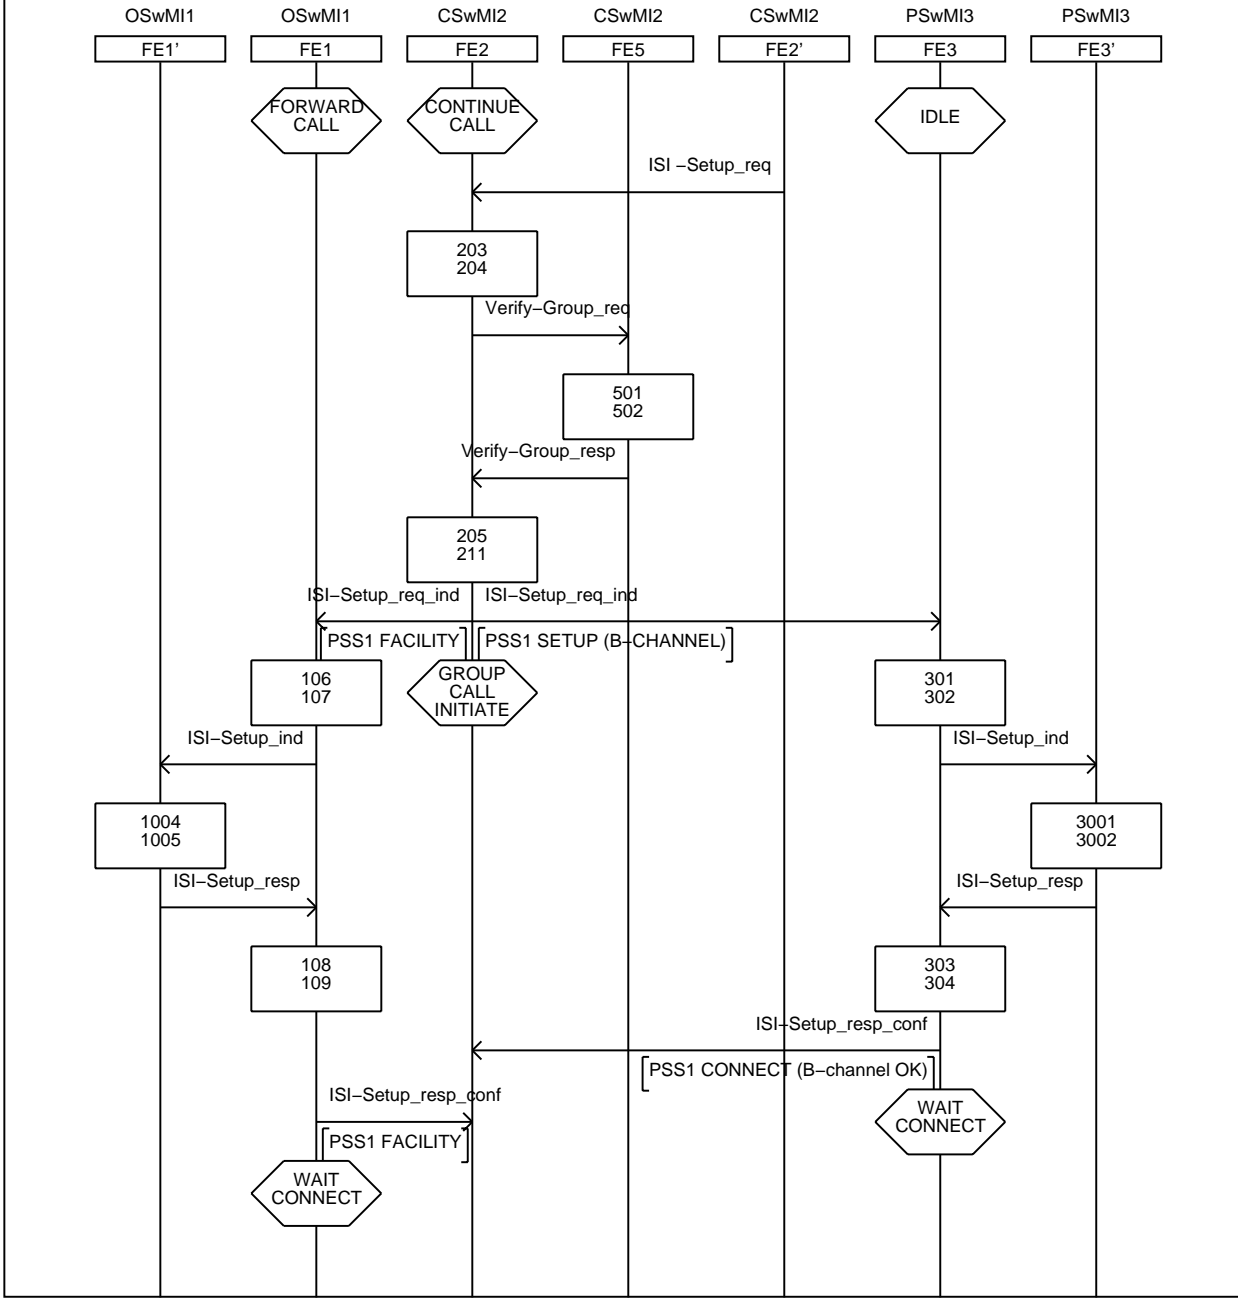 OSwMI1 OSwMI1 CSwMI2 CSwMI2 CSwMI2 PSwMI3 PSwMI3
FE1' FE1 FE2 FE5 FE2' FE3 FE3'
FORWARD
CALL
CONTINUE
CALL
IDLE
ISI −Setup_req
203
204
Verify−Group_req
501
502
Verify−Group_resp
205
211
ISI−Setup_req_ind ISI−Setup_req_ind
PSS1 FACILITY PSS1 SETUP (B−CHANNEL)
106
107
GROUP
CALL
INITIATE
301
302
ISI−Setup_ind ISI−Setup_ind
1004
1005
3001
3002
ISI−Setup_resp ISI−Setup_resp
108
109
303
304
ISI−Setup_resp_conf
PSS1 CONNECT (B−channel OK)
ISI−Setup_resp_conf
WAIT
CONNECT
PSS1 FACILITY
WAIT
CONNECT